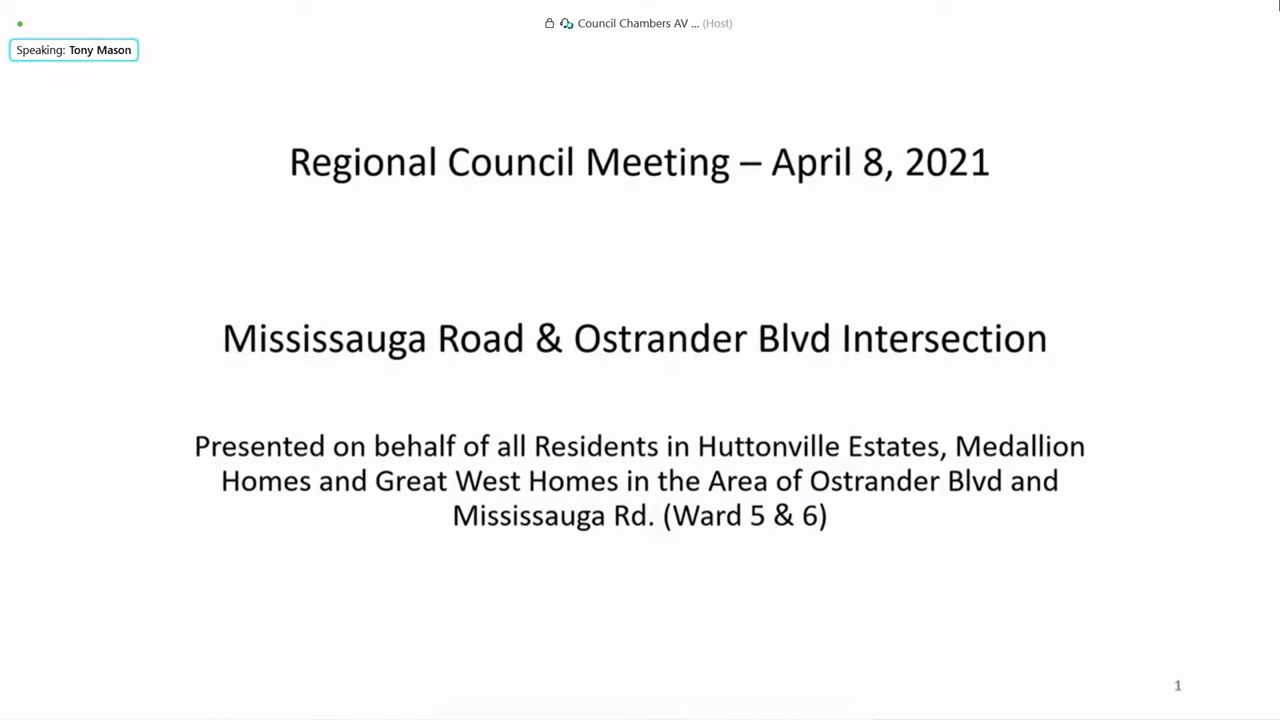 Council Chambers AV ... (Host)
Speaking: Tony Mason
Regional Council Meeting – April 8, 2021
Mississauga Road & Ostrander Blvd Intersection
Presented on behalf of all Residents in Huttonville Estates, Medallion
Homes and Great West Homes in the Area of Ostrander Blvd and
Mississauga Rd. (Ward 5 & 6)
1